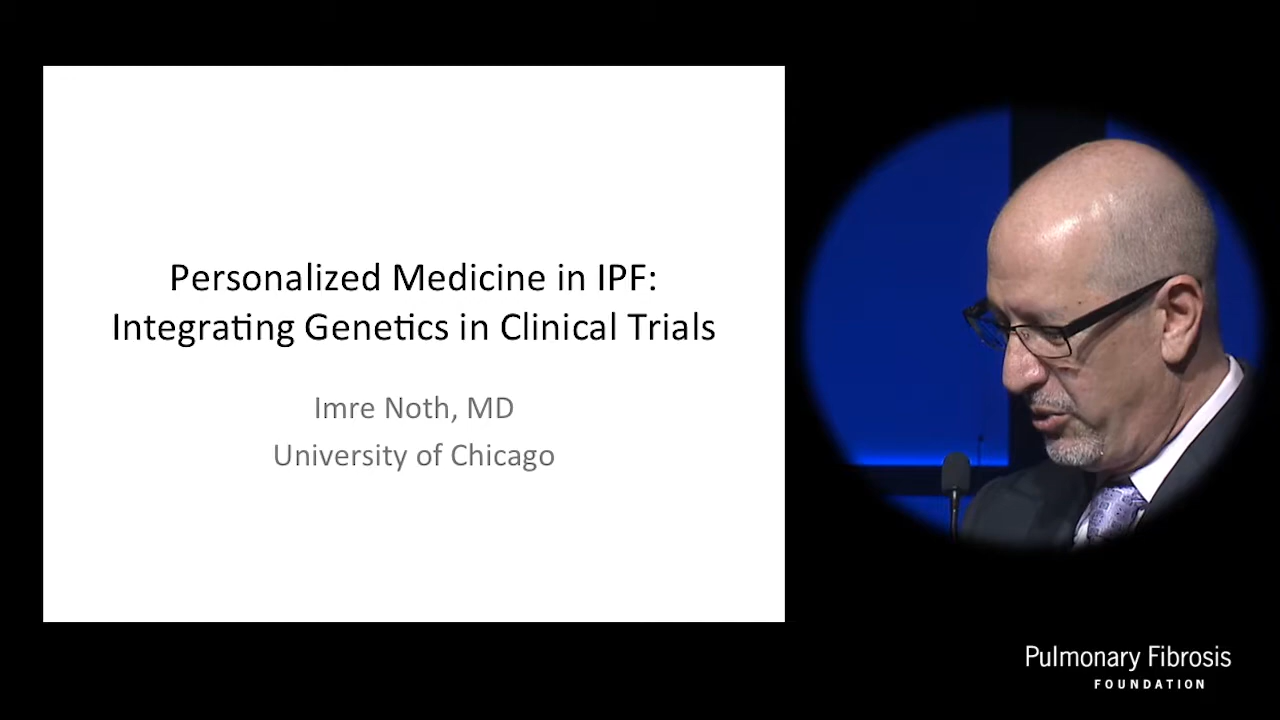 Personalized Medicine in IPF:
Integrating Genetics in Clinical Trials
Imre Noth, MD
University of Chicago
Pulmonary Fibrosis
FOUNDATION